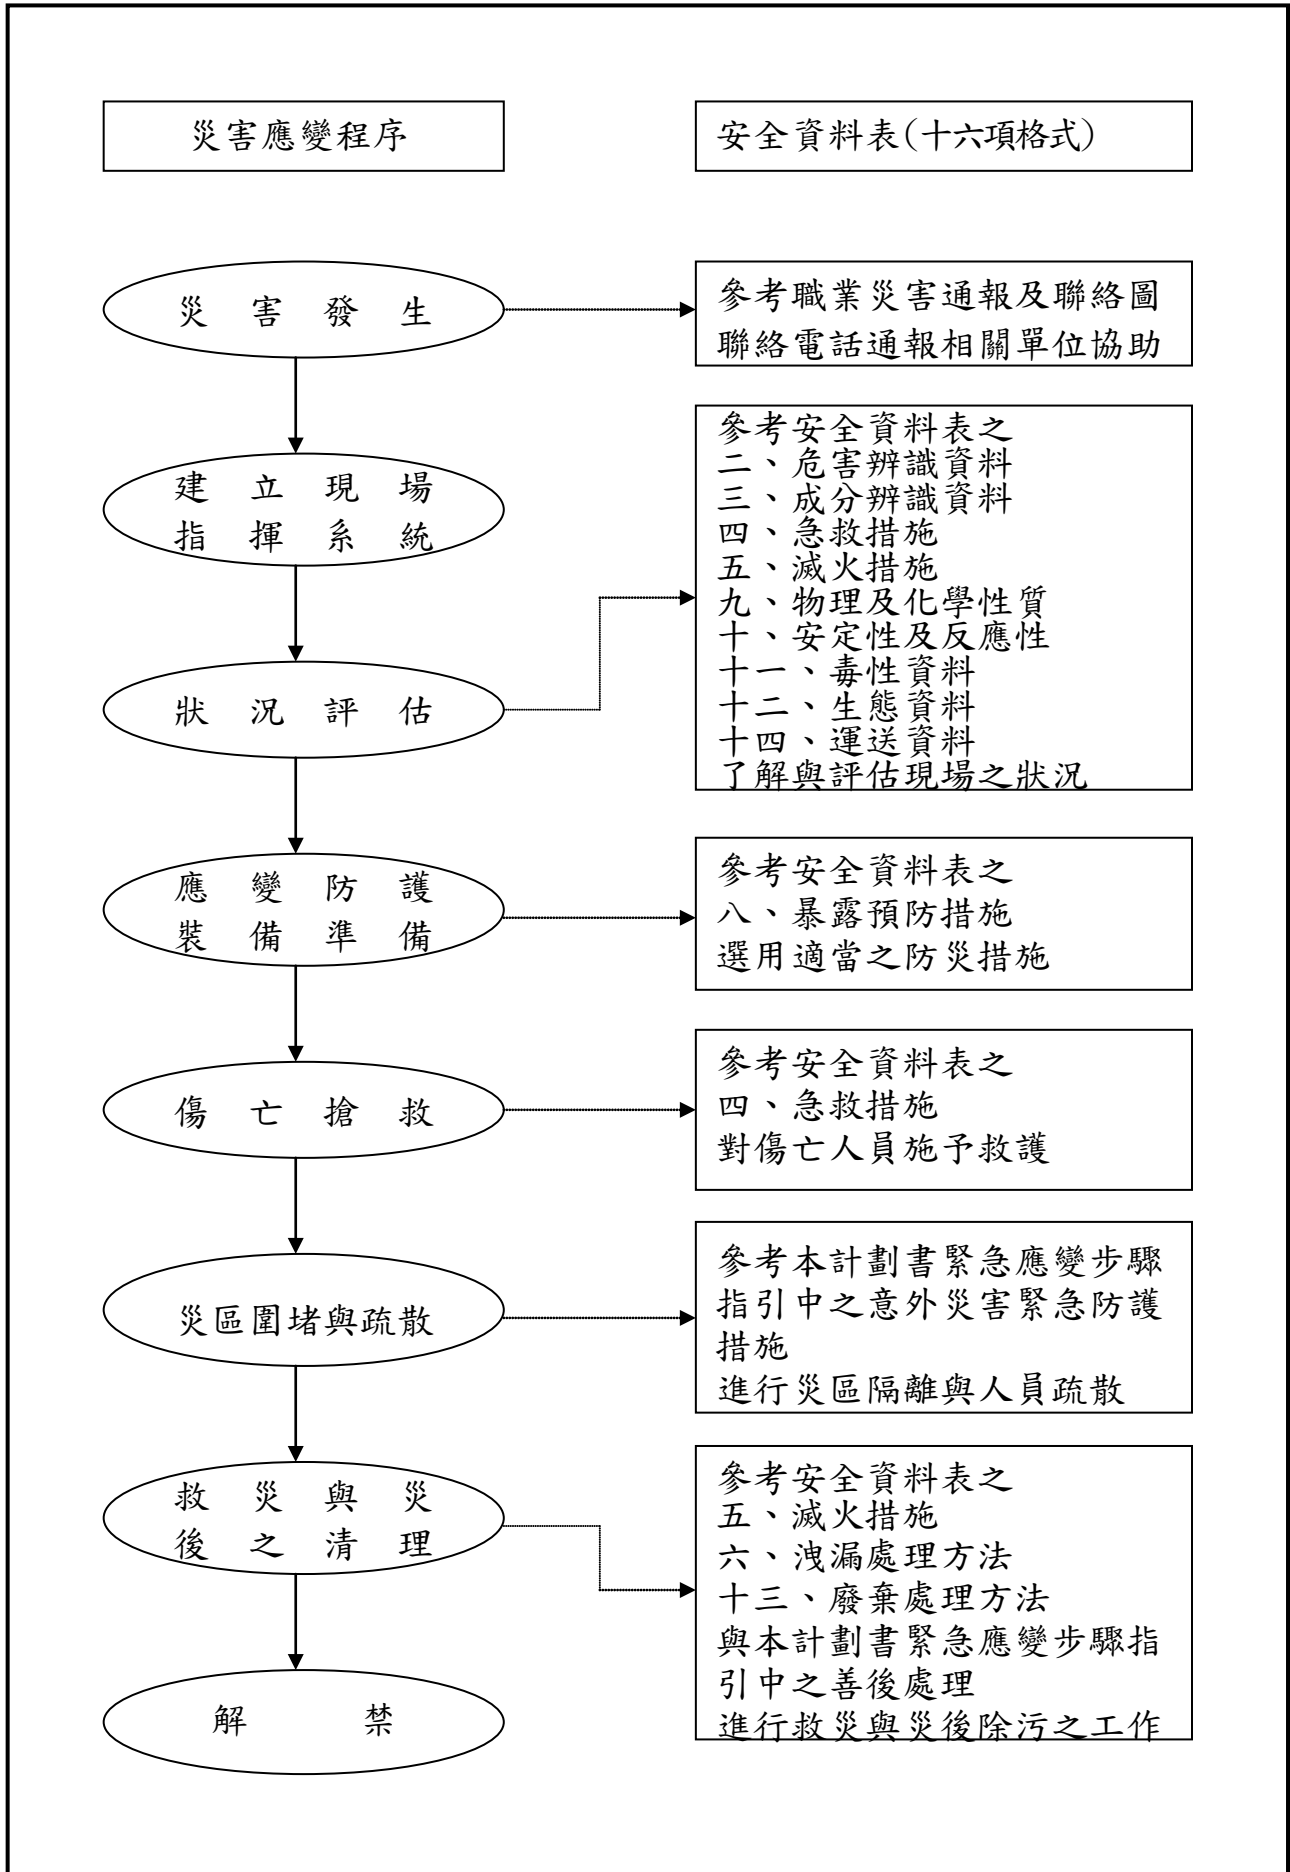 災害應變程序
安全資料表(十六項格式)
災害發生
參考職業災害通報及聯絡圖
聯絡電話通報相關單位協助
建立現場
指揮系統
參考安全資料表之
二、危害辨識資料
三、成分辨識資料
四、急救措施
五、滅火措施
九、物理及化學性質
十、安定性及反應性
十一、毒性資料
十二、生態資料
十四、運送資料
了解與評估現場之狀況
狀況評估
應變防護
裝備準備
參考安全資料表之
八、暴露預防措施
選用適當之防災措施
傷亡搶救
參考安全資料表之
四、急救措施
對傷亡人員施予救護
災區圍堵與疏散
參考本計劃書緊急應變步驟
指引中之意外災害緊急防護
措施
進行災區隔離與人員疏散
救災與災
後之清理
參考安全資料表之
五、滅火措施
六、洩漏處理方法
十三、廢棄處理方法
與本計劃書緊急應變步驟指
引中之善後處理
進行救災與災後除污之工作
解禁